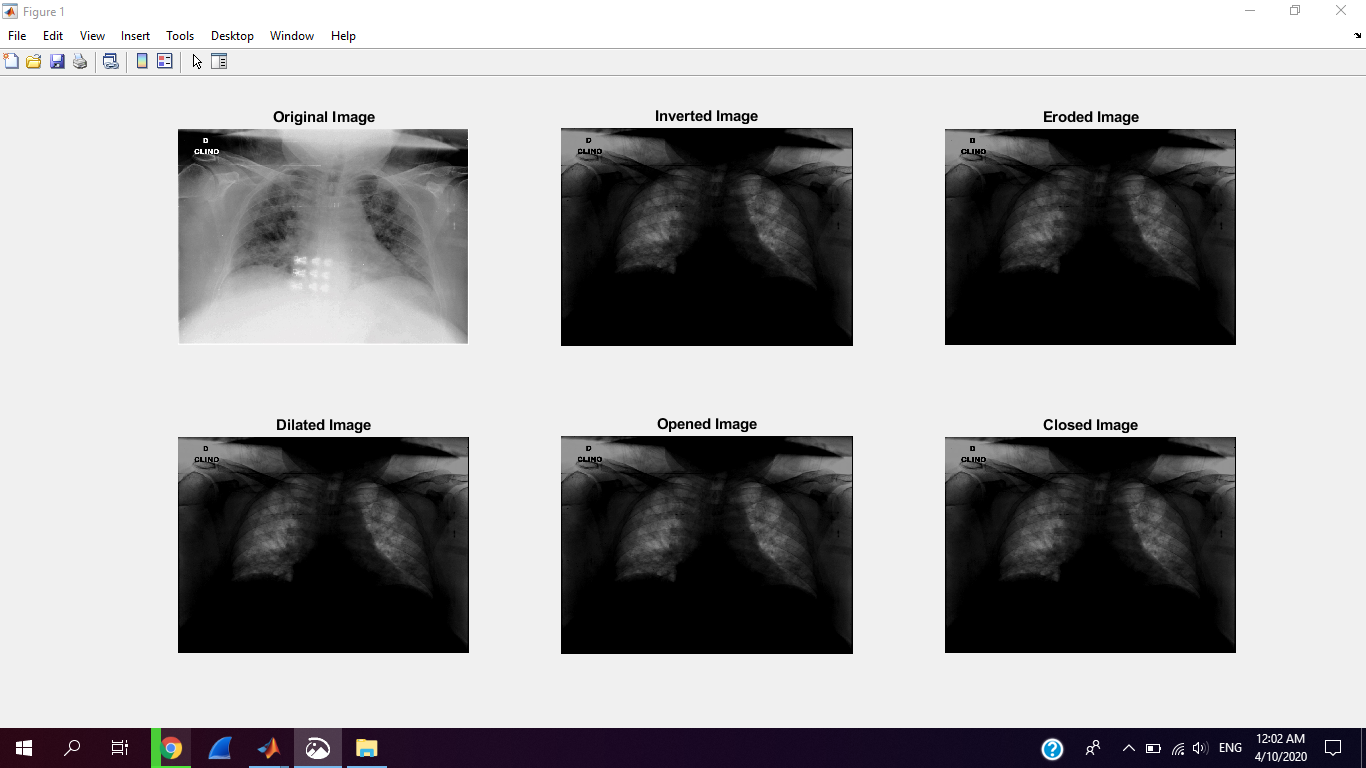 Figure 1
File Edit View Insert Tools Desktop Window Help
Original Image
Inverted Image
Eroded Image
D
CLINO
D
CLINO
D
CLINO
Dilated Image
Opened Image
Closed Image
D
CLINO
D
CLINO
D
CLINO
ENG
12:02 AM
4/10/2020